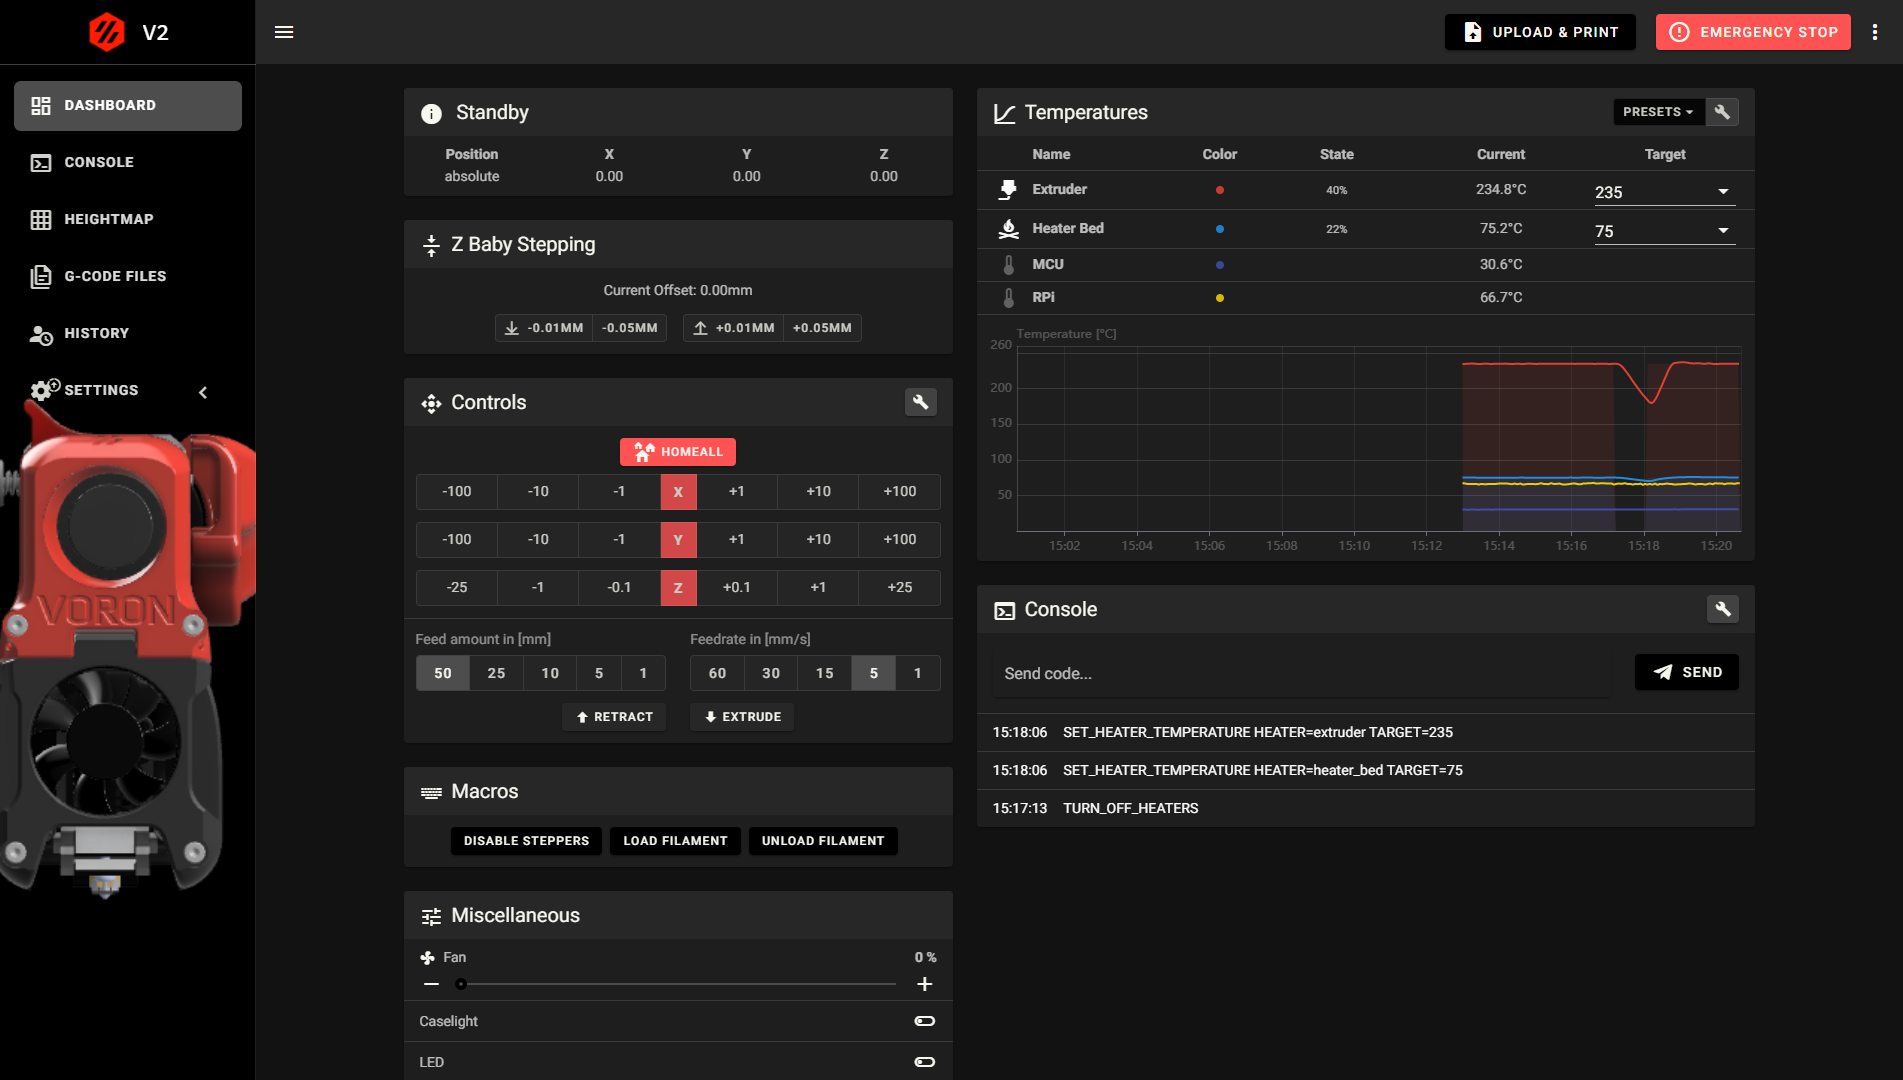 V2
UPLOAD & PRINT
EMERGENCY STOP
DASHBOARD
CONSOLE
HEIGHTMAP
G-CODE FILES
HISTORY
SETTINGS
VORON
Standby
Position X Y Z
absolute 0.00 0.00 0.00
Z Baby Stepping
Current Offset: 0.00mm
-0.01MM -0.05MM +0.01MM +0.05MM
Controls
HOMEALL
-100 -10 -1 X +1 +10 +100
-100 -10 -1 Y +1 +10 +100
-25 -1 -0.1 Z +0.1 +1 +25
Feed amount in [mm] Feedrate in [mm/s]
50 25 10 5 1 60 30 15 5 1
RETRACT EXTRUDE
Macros
DISABLE STEPPERS LOAD FILAMENT UNLOAD FILAMENT
Miscellaneous
Fan 0 %
Caselight
LED
Temperatures
PRESETS
Name Color State Current Target
Extruder 40% 234.8°C 235
Heater Bed 22% 75.2°C 75
MCU 30.6°C
RPi 66.7°C
Temperature [°C]
260
200
150
100
50
15:02 15:04 15:06 15:08 15:10 15:12 15:14 15:16 15:18 15:20
Console
Send code...
SEND
15:18:06 SET_HEATER_TEMPERATURE HEATER=extruder TARGET=235
15:18:06 SET_HEATER_TEMPERATURE HEATER=heater_bed TARGET=75
15:17:13 TURN_OFF_HEATERS